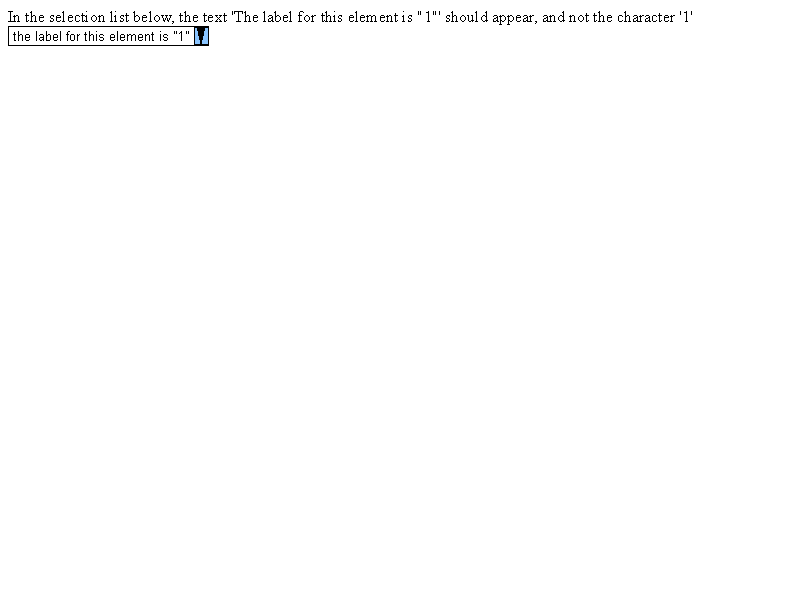 In the selection list below, the text 'The label for this element is "1"' should appear, and not the character '1'
the label for this element is "1"